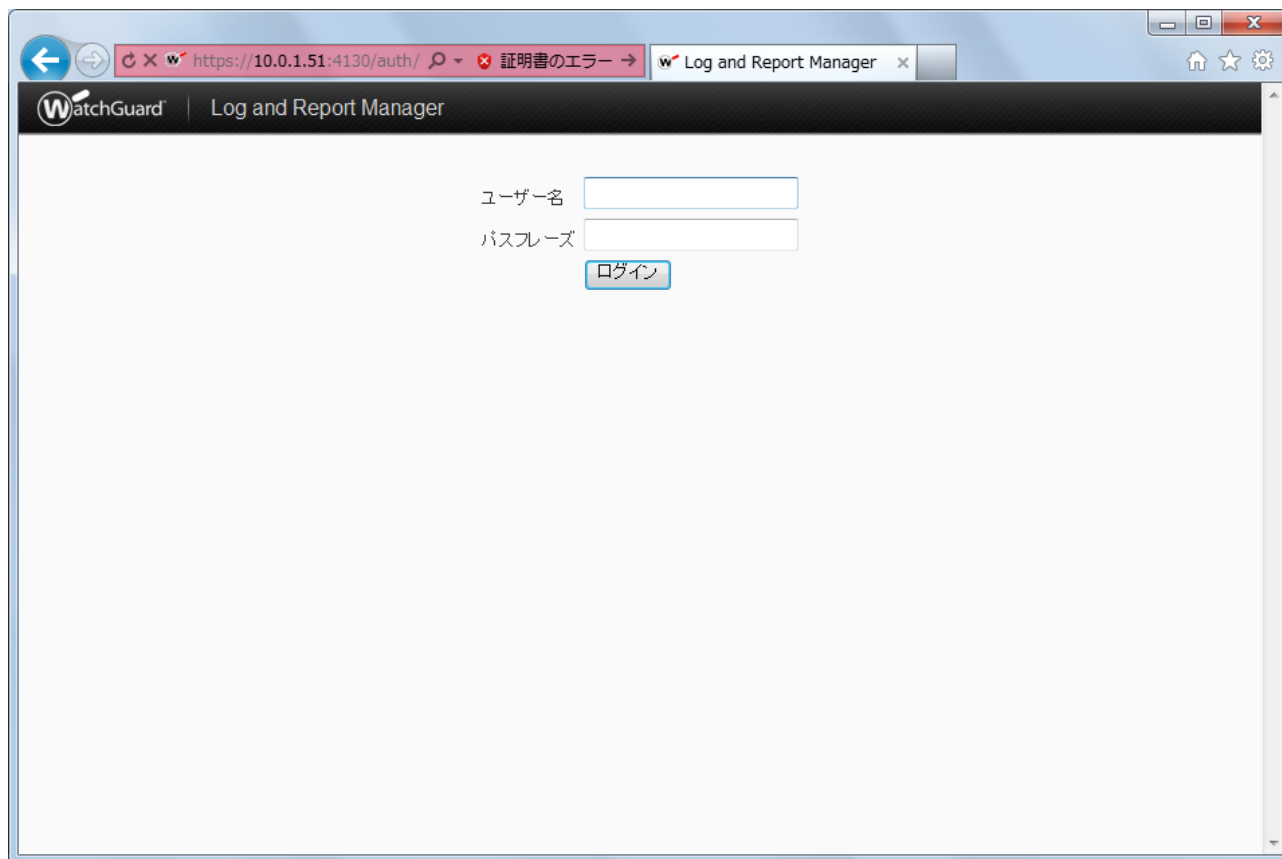 https://10.0.1.51:4130/auth/ 証明書のエラー Log and Report Manager
WatchGuard Log and Report Manager
ユーザー名
パスフレーズ
ログイン